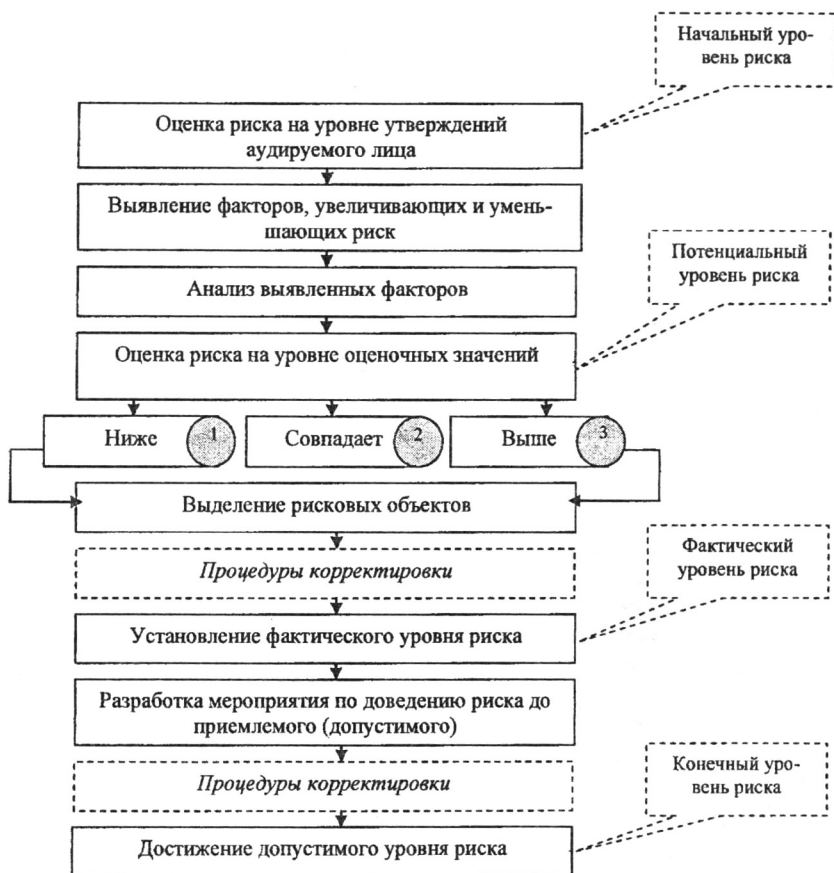 Начальный уро-
вень риска
Оценка риска на уровне утверждений
аудируемого лица
Выявление факторов, увеличивающих и умень-
шающих риск
Потенциальный
уровень риска
Анализ выявленных факторов
Оценка риска на уровне оценочных значений
Ниже 1
Совпадает 2
Выше 3
Выделение рисковых объектов
Фактический
уровень риска
Процедуры корректировки
Установление фактического уровня риска
Разработка мероприятия по доведению риска до
приемлемого (допустимого)
Конечный уро-
вень риска
Процедуры корректировки
Достижение допустимого уровня риска